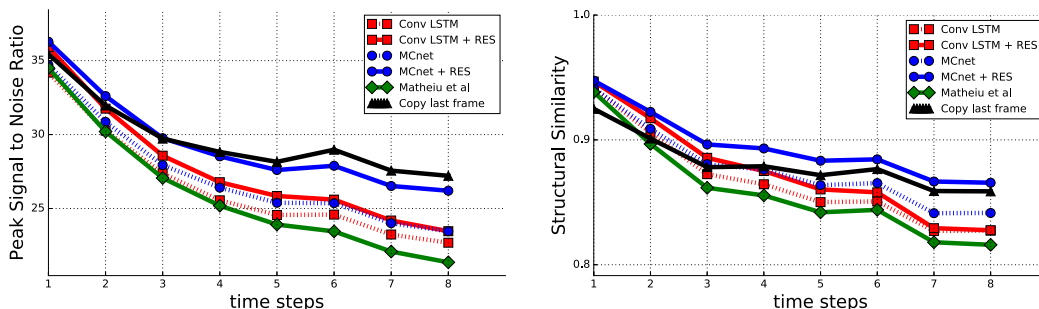 Peak Signal to Noise Ratio
35
30
25
1 2 3 4 5 6 7 8
time steps
Conv LSTM
Conv LSTM + RES
MCnet
MCnet + RES
Matheiu et al
Copy last frame
Structural Similarity
1.0
0.9
0.8
1 2 3 4 5 6 7 8
time steps
Conv LSTM
Conv LSTM + RES
MCnet
MCnet + RES
Matheiu et al
Copy last frame